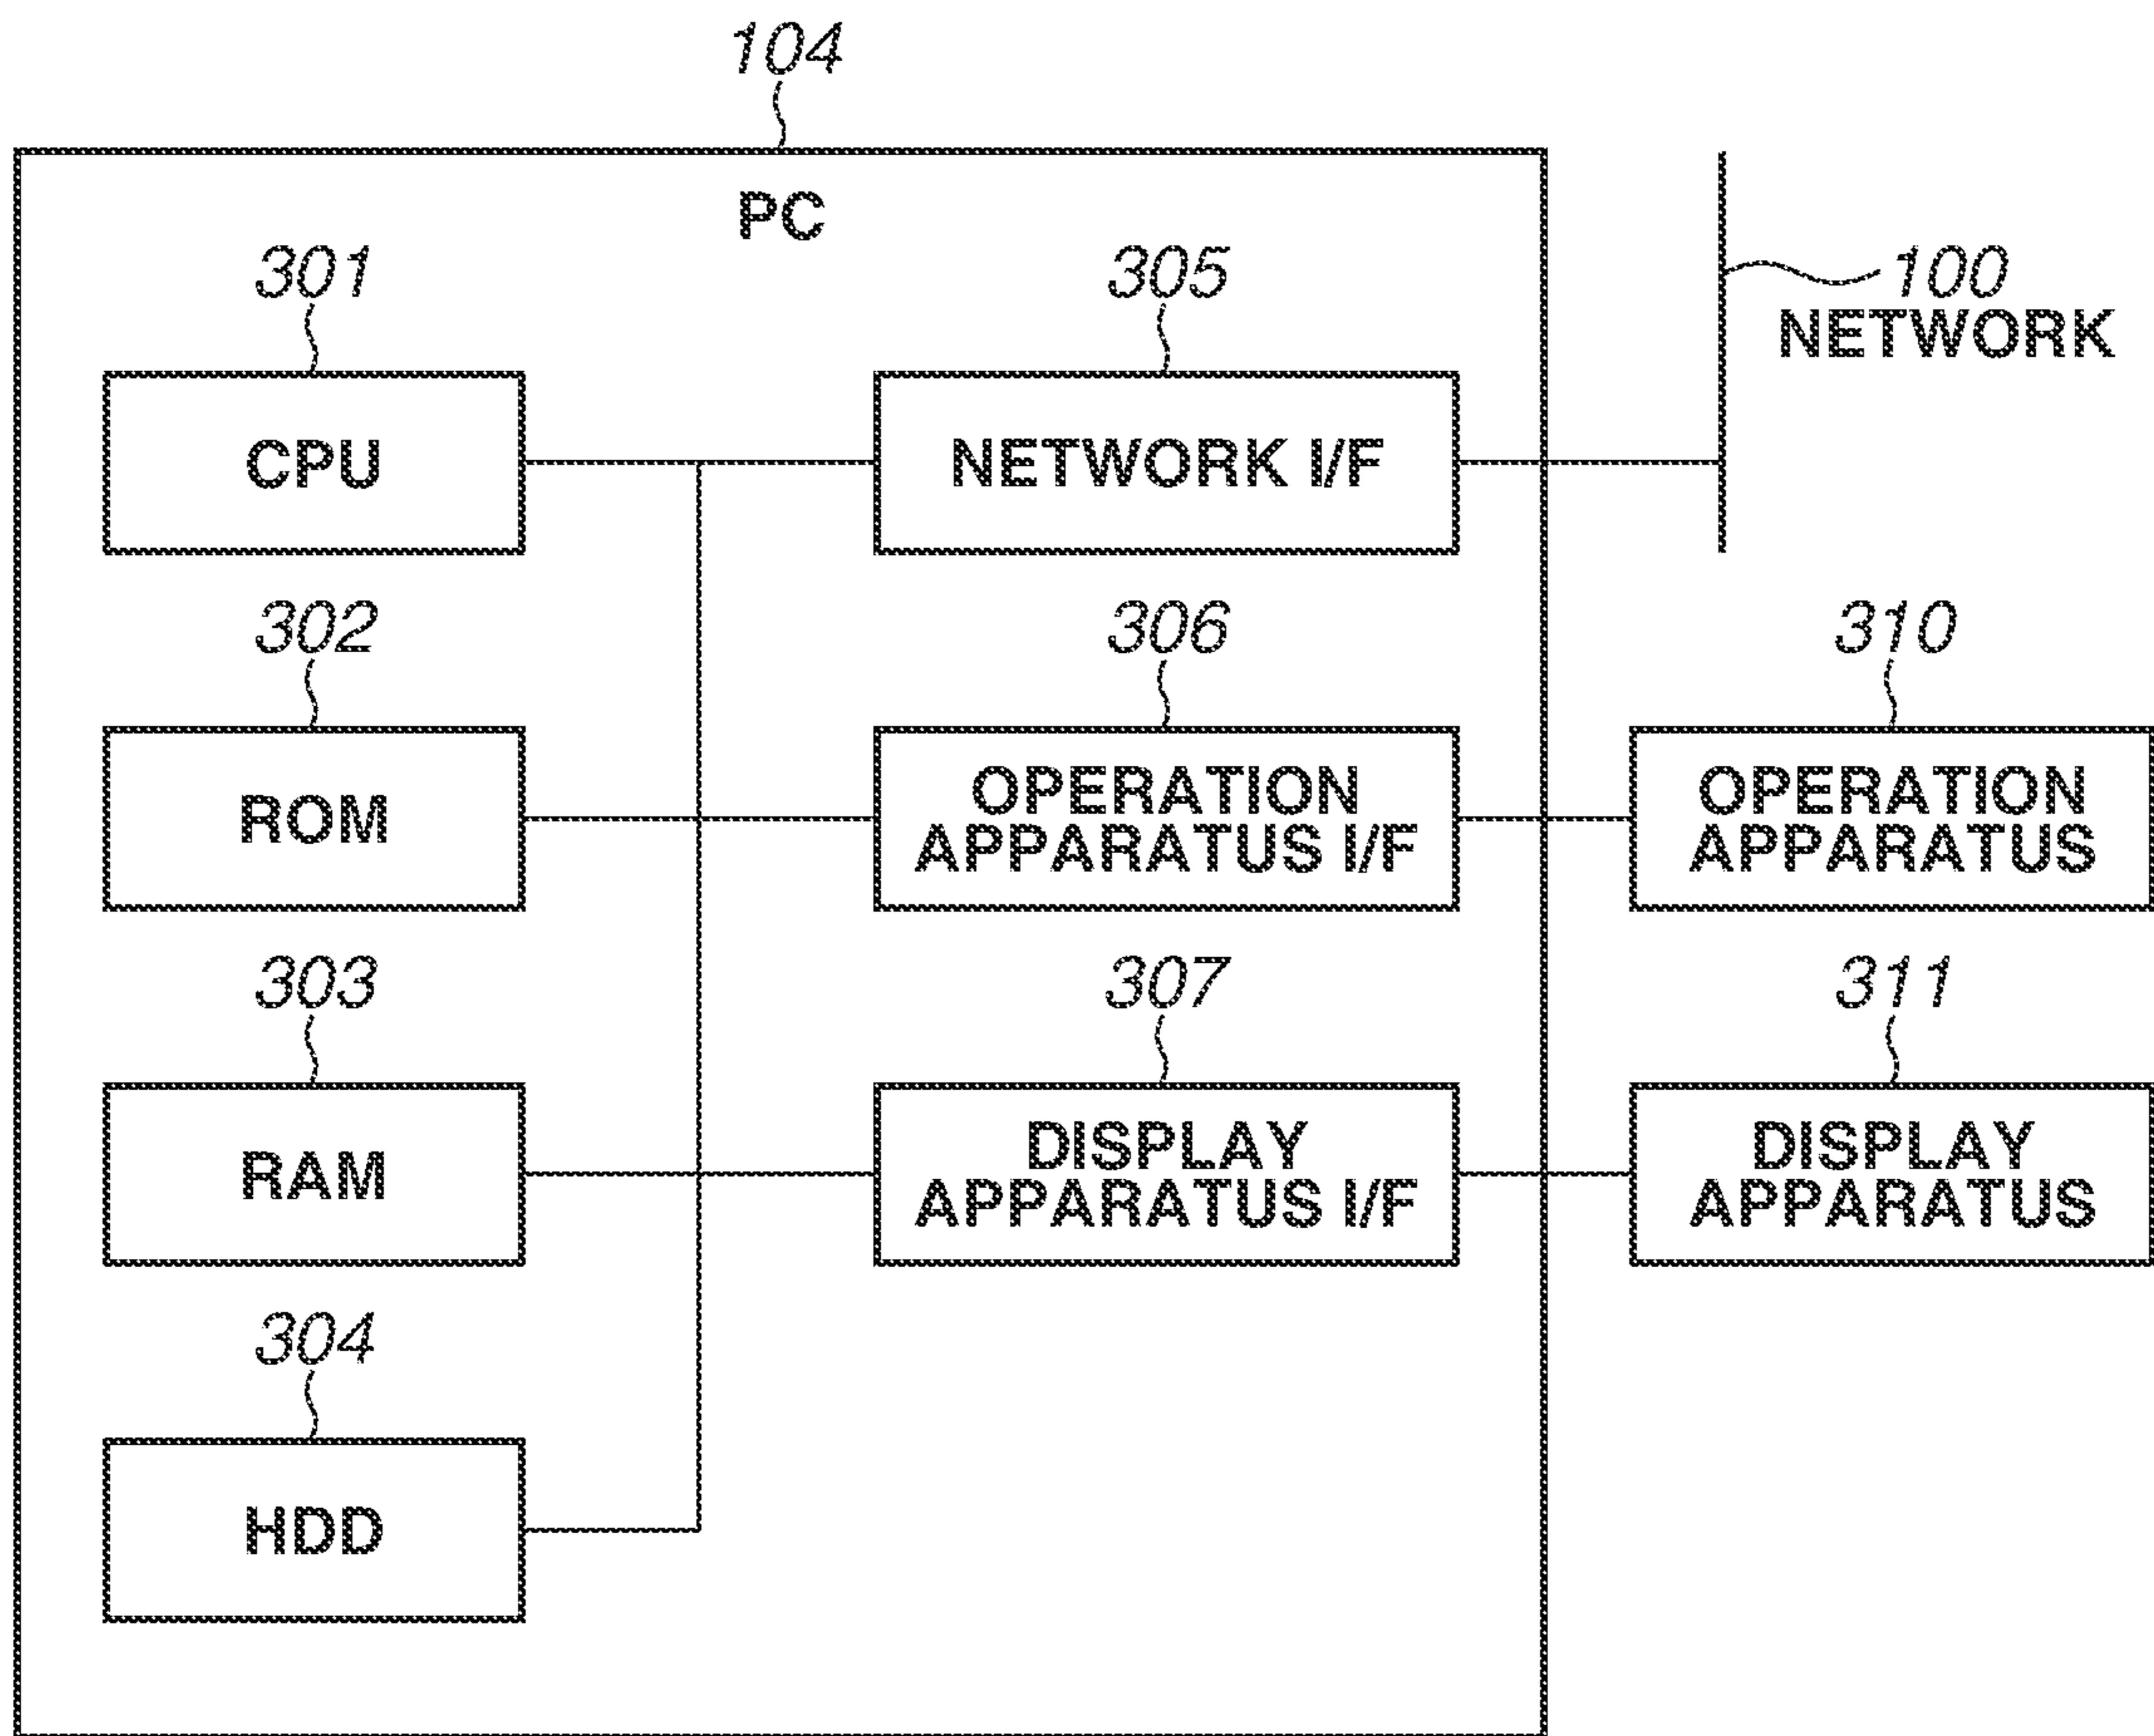 104
PC
301
305
100
NETWORK
CPU
NETWORK I/F
302
306
310
ROM
OPERATION
APPARATUS I/F
OPERATION
APPARATUS
303
307
311
RAM
DISPLAY
APPARATUS I/F
DISPLAY
APPARATUS
304
HDD